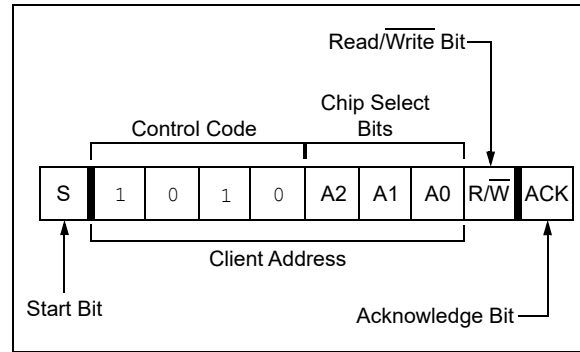 Read/Write Bit
Chip Select
Bits
Control Code
S 1 0 1 0 A2 A1 A0 R/W ACK
Client Address
Start Bit
Acknowledge Bit